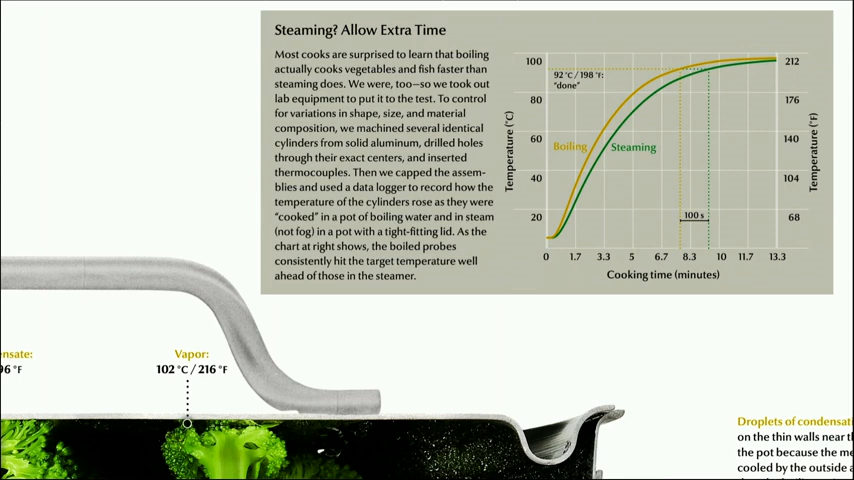 Steaming? Allow Extra Time
Most cooks are surprised to learn that boiling
actually cooks vegetables and fish faster than
steaming does. We were, too—so we took out
lab equipment to put it to the test. To control
for variations in shape, size, and material
composition, we machined several identical
cylinders from solid aluminum, drilled holes
through their exact centers, and inserted
thermocouples. Then we capped the assem-
blies and used a data logger to record how the
temperature of the cylinders rose as they were
“cooked” in a pot of boiling water and in steam
(not fog) in a pot with a tight-fitting lid. As the
chart at right shows, the boiled probes
consistently hit the target temperature well
ahead of those in the steamer.
Temperature (°C)
100
80
60
40
20
92 °C / 198 °F:
“done”
Boiling
Steaming
100 s
212
176
140
104
68
Temperature (°F)
0 1.7 3.3 5 6.7 8.3 10 11.7 13.3
Cooking time (minutes)
ensate:
96 °F
Vapor:
102 °C / 216 °F
Droplets of condensati
on the thin walls near th
the pot because the me
cooled by the outside a